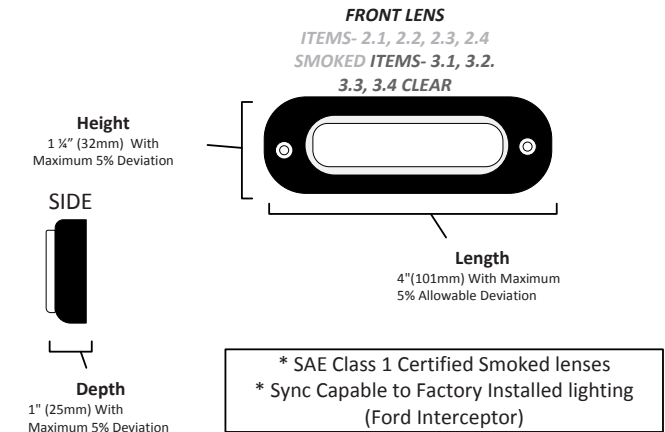 FRONT LENS
ITEMS- 2.1, 2.2, 2.3, 2.4
SMOKED ITEMS- 3.1, 3.2.
3.3, 3.4 CLEAR
Height
1 ¼” (32mm) With
Maximum 5% Deviation
SIDE
Length
4"(101mm) With Maximum
5% Allowable Deviation
Depth
1" (25mm) With
Maximum 5% Deviation
* SAE Class 1 Certified Smoked lenses
* Sync Capable to Factory Installed lighting
(Ford Interceptor)